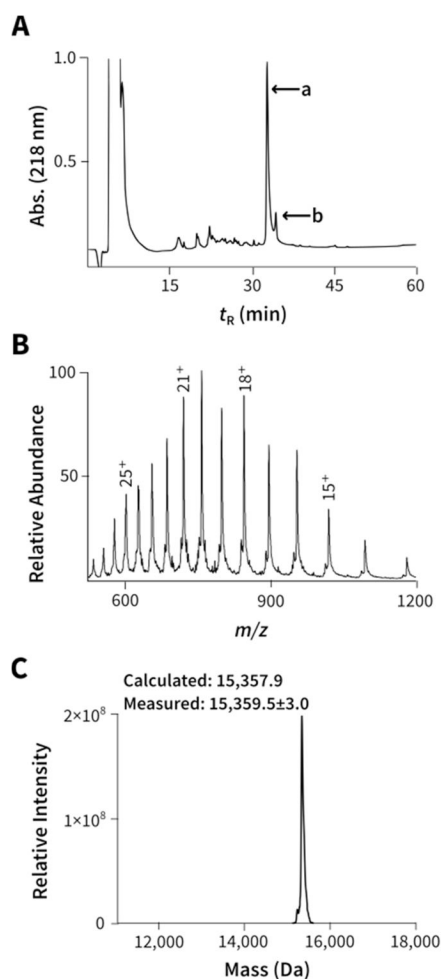 A
Abs. (218 nm)
1.0
0.5
a
b
15
30
45
60
tR (min)
B
Relative Abundance
100
50
25+
21+
18+
15+
600
900
1200
m/z
C
Calculated: 15,357.9
Measured: 15,359.5±3.0
Relative Intensity
2×10⁸
1×10⁸
0
12,000
14,000
16,000
18,000
Mass (Da)